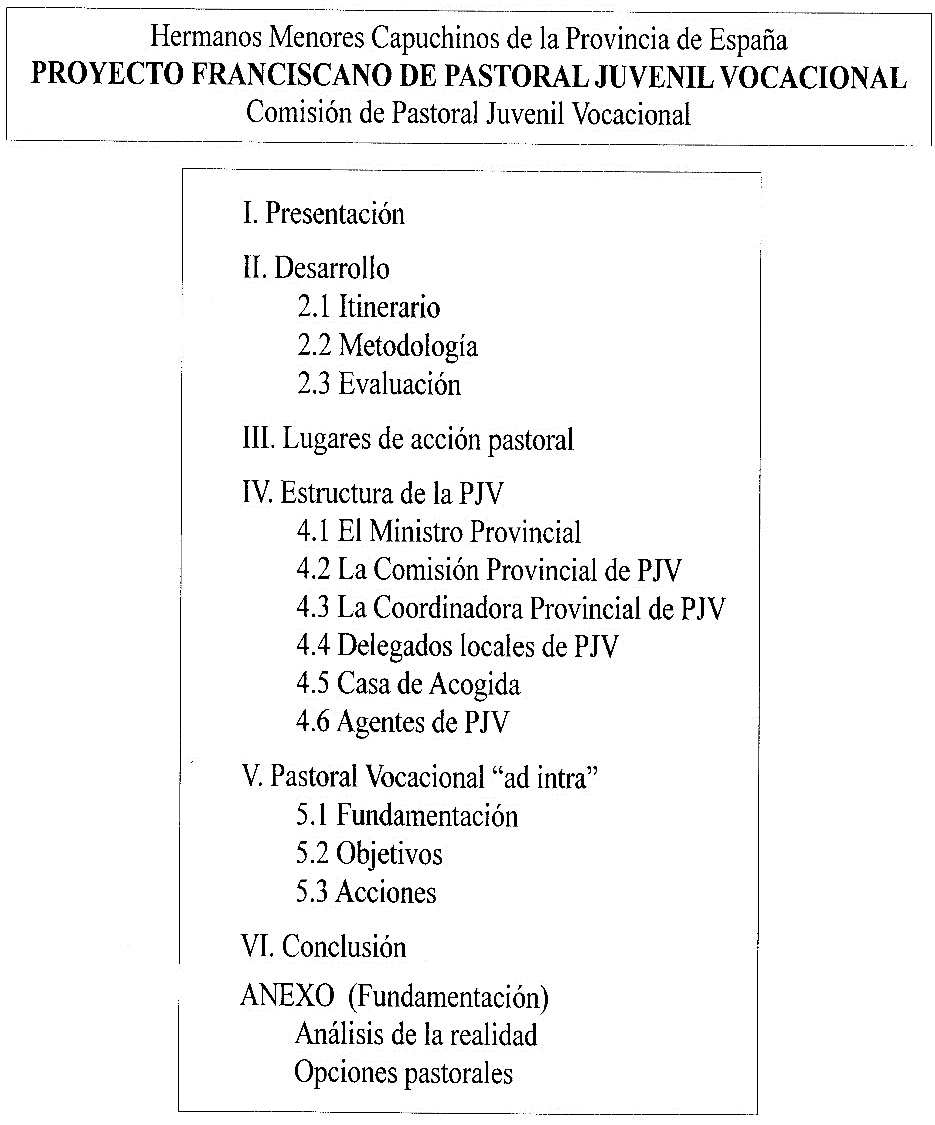 Hermanos Menores Capuchinos de la Provincia de España
PROYECTO FRANCISCANO DE PASTORAL JUVENIL VOCACIONAL
Comisión de Pastoral Juvenil Vocacional
I. Presentación
II. Desarrollo
2.1 Itinerario
2.2 Metodología
2.3 Evaluación
III. Lugares de acción pastoral
IV. Estructura de la PJV
4.1 El Ministro Provincial
4.2 La Comisión Provincial de PJV
4.3 La Coordinadora Provincial de PJV
4.4 Delegados locales de PJV
4.5 Casa de Acogida
4.6 Agentes de PJV
V. Pastoral Vocacional “ad intra”
5.1 Fundamentación
5.2 Objetivos
5.3 Acciones
VI. Conclusión
ANEXO (Fundamentación)
Análisis de la realidad
Opciones pastorales